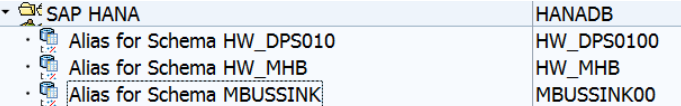 SAP HANA HANADB
Alias for Schema HW_DPS010 HW_DPS0100
Alias for Schema HW_MHB HW_MHB
Alias for Schema MBUSSINK MBUSSINK00